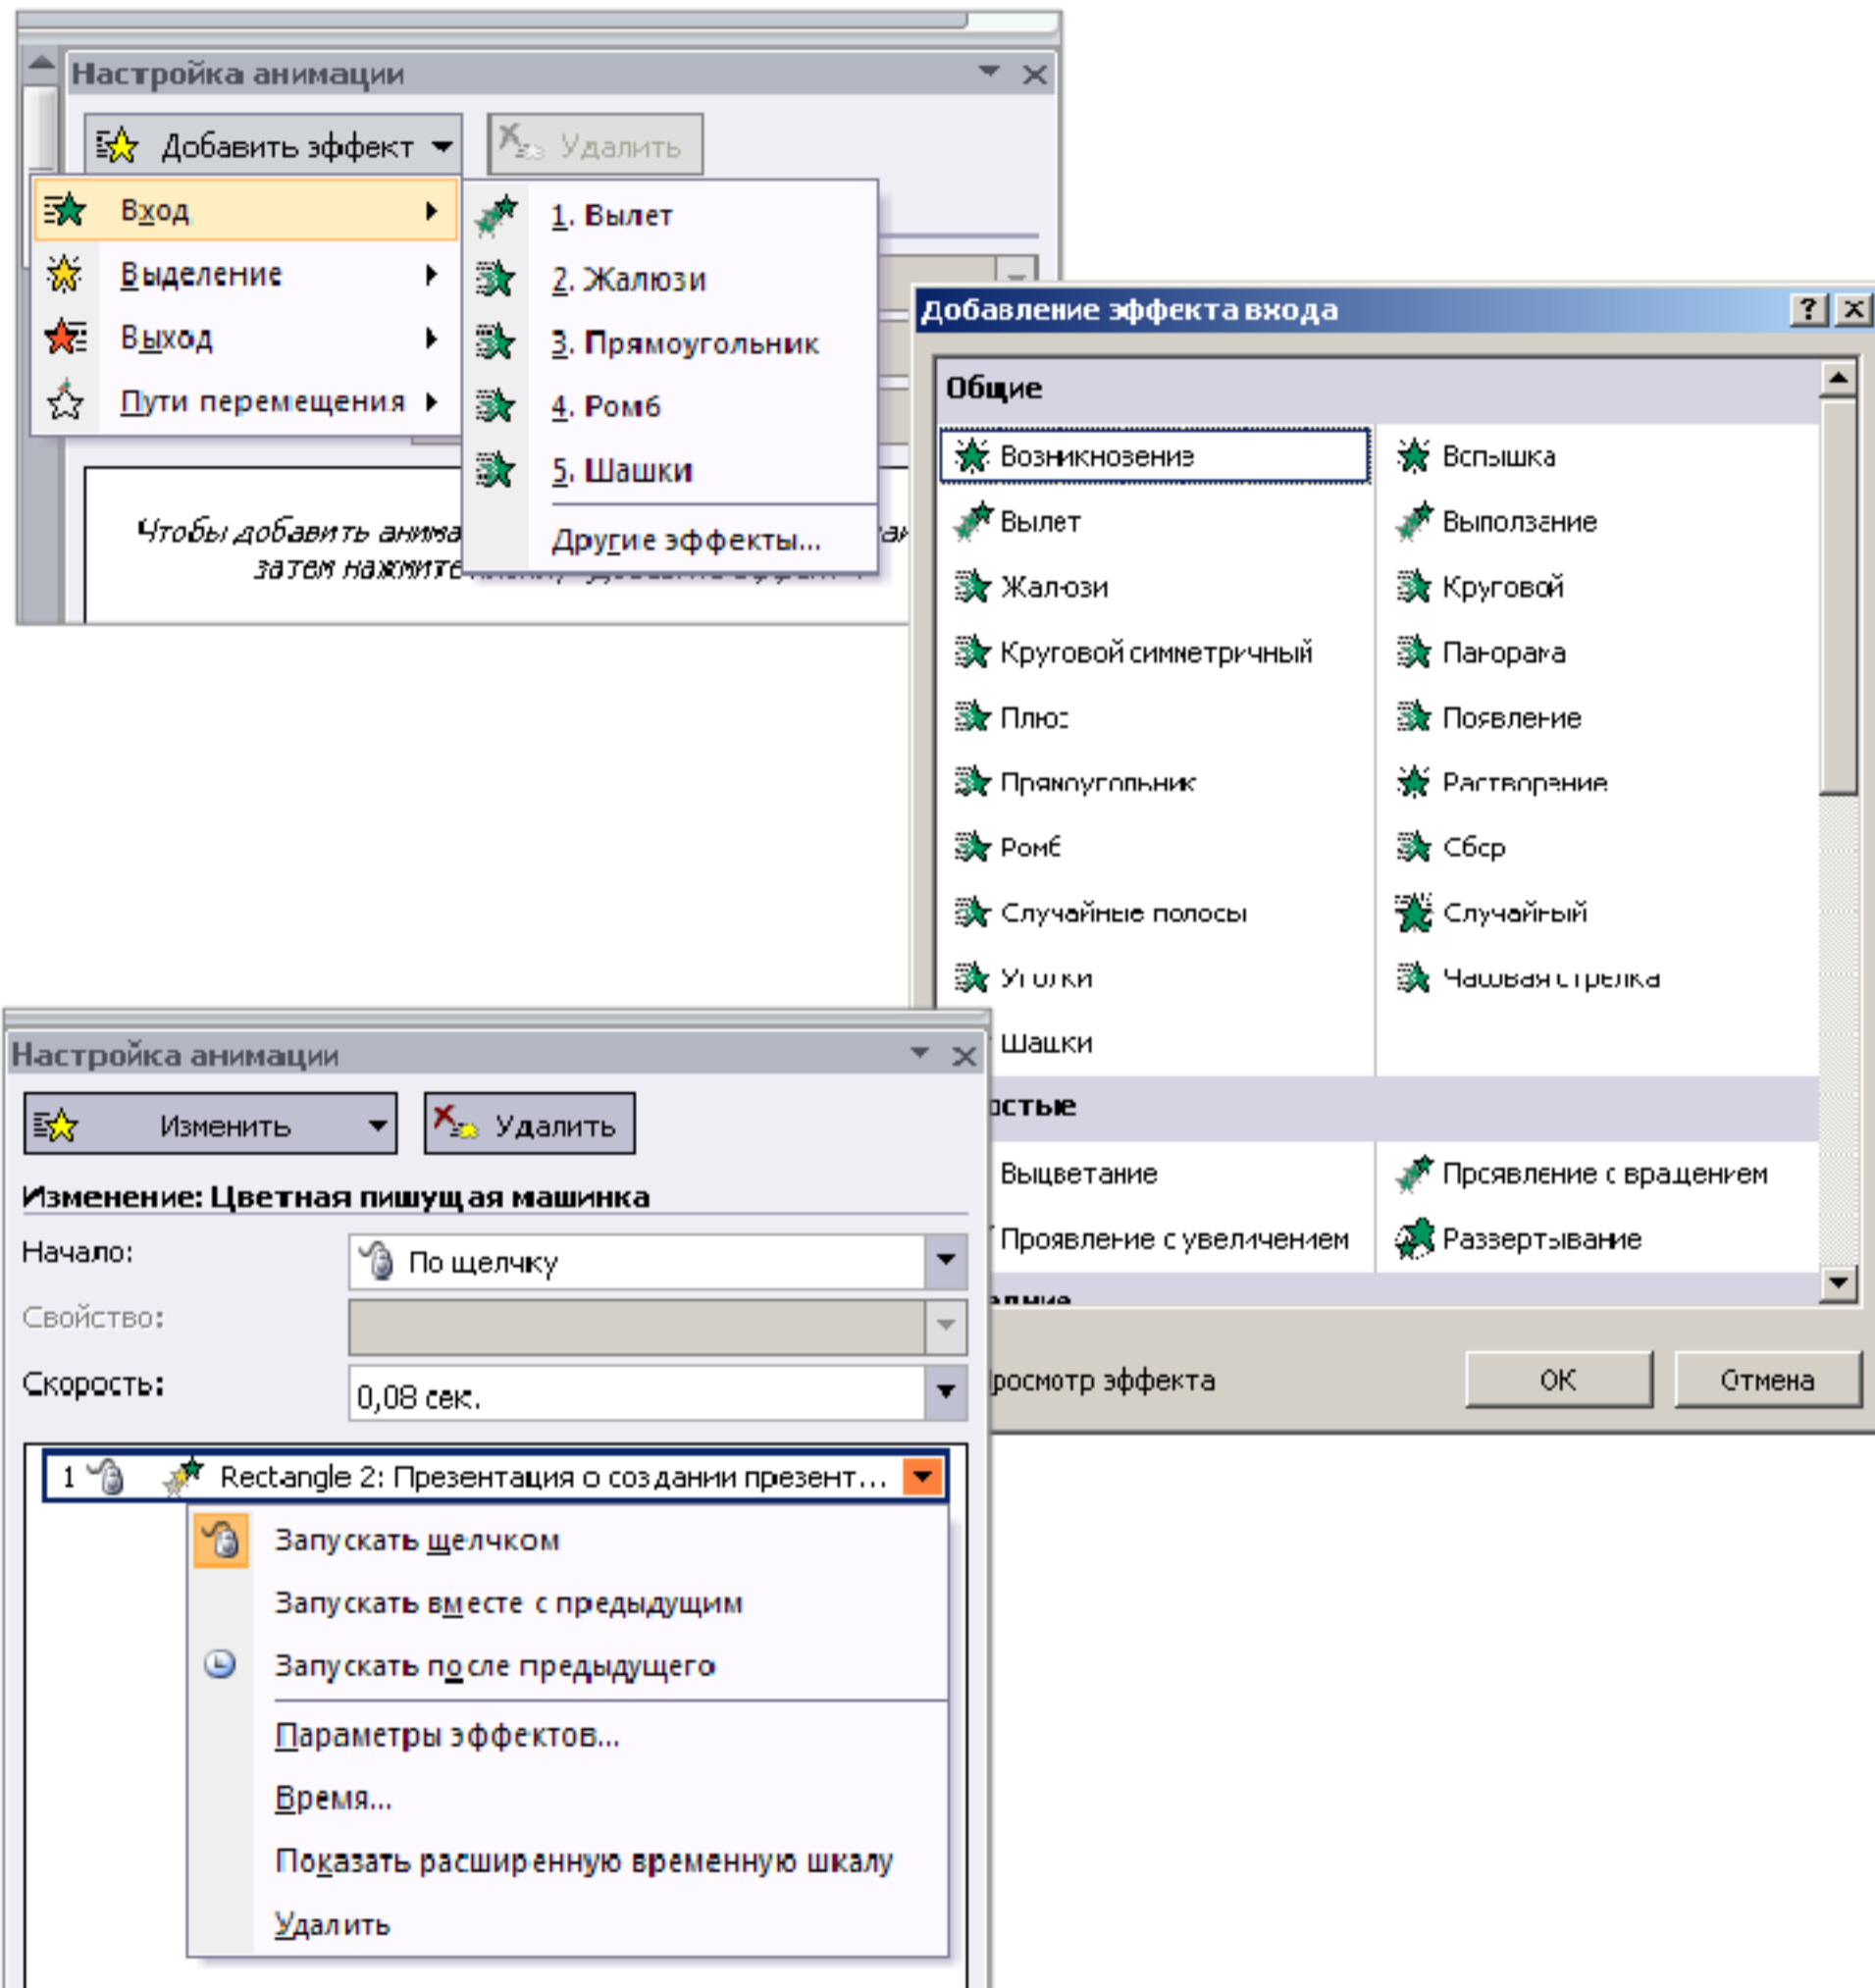 Настройка анимации
Добавить эффект
Удалить
Вход
Выделение
Выход
Пути перемещения
1. Вылет
2. Жалюзи
3. Прямоугольник
4. Ромб
5. Шашки
Другие эффекты...
Чтобы добавить
затем нажмите
Добавление эффекта входа
Общие
Возникновение
Вспышка
Вылет
Выползание
Жалюзи
Круговой
Круговой симметричный
Панорама
Плюс
Появление
Прямоугольник
Растворение
Ромб
Сбор
Случайные полосы
Случайный
Уголки
Часовая стрелка
Шашки
Выцветание
Проявление с вращением
Проявление с увеличением
Развертывание
эффекта
ОК
Отмена
Настройка анимации
Изменить
Удалить
Изменение: Цветная пишущая машинка
Начало:
По щелчку
Свойство:
Скорость:
0,08 сек.
1 Rectangle 2: Презентация о создании презент...
Запускать щелчком
Запускать вместе с предыдущим
Запускать после предыдущего
Параметры эффектов...
Время...
Показать расширенную временную шкалу
Удалить